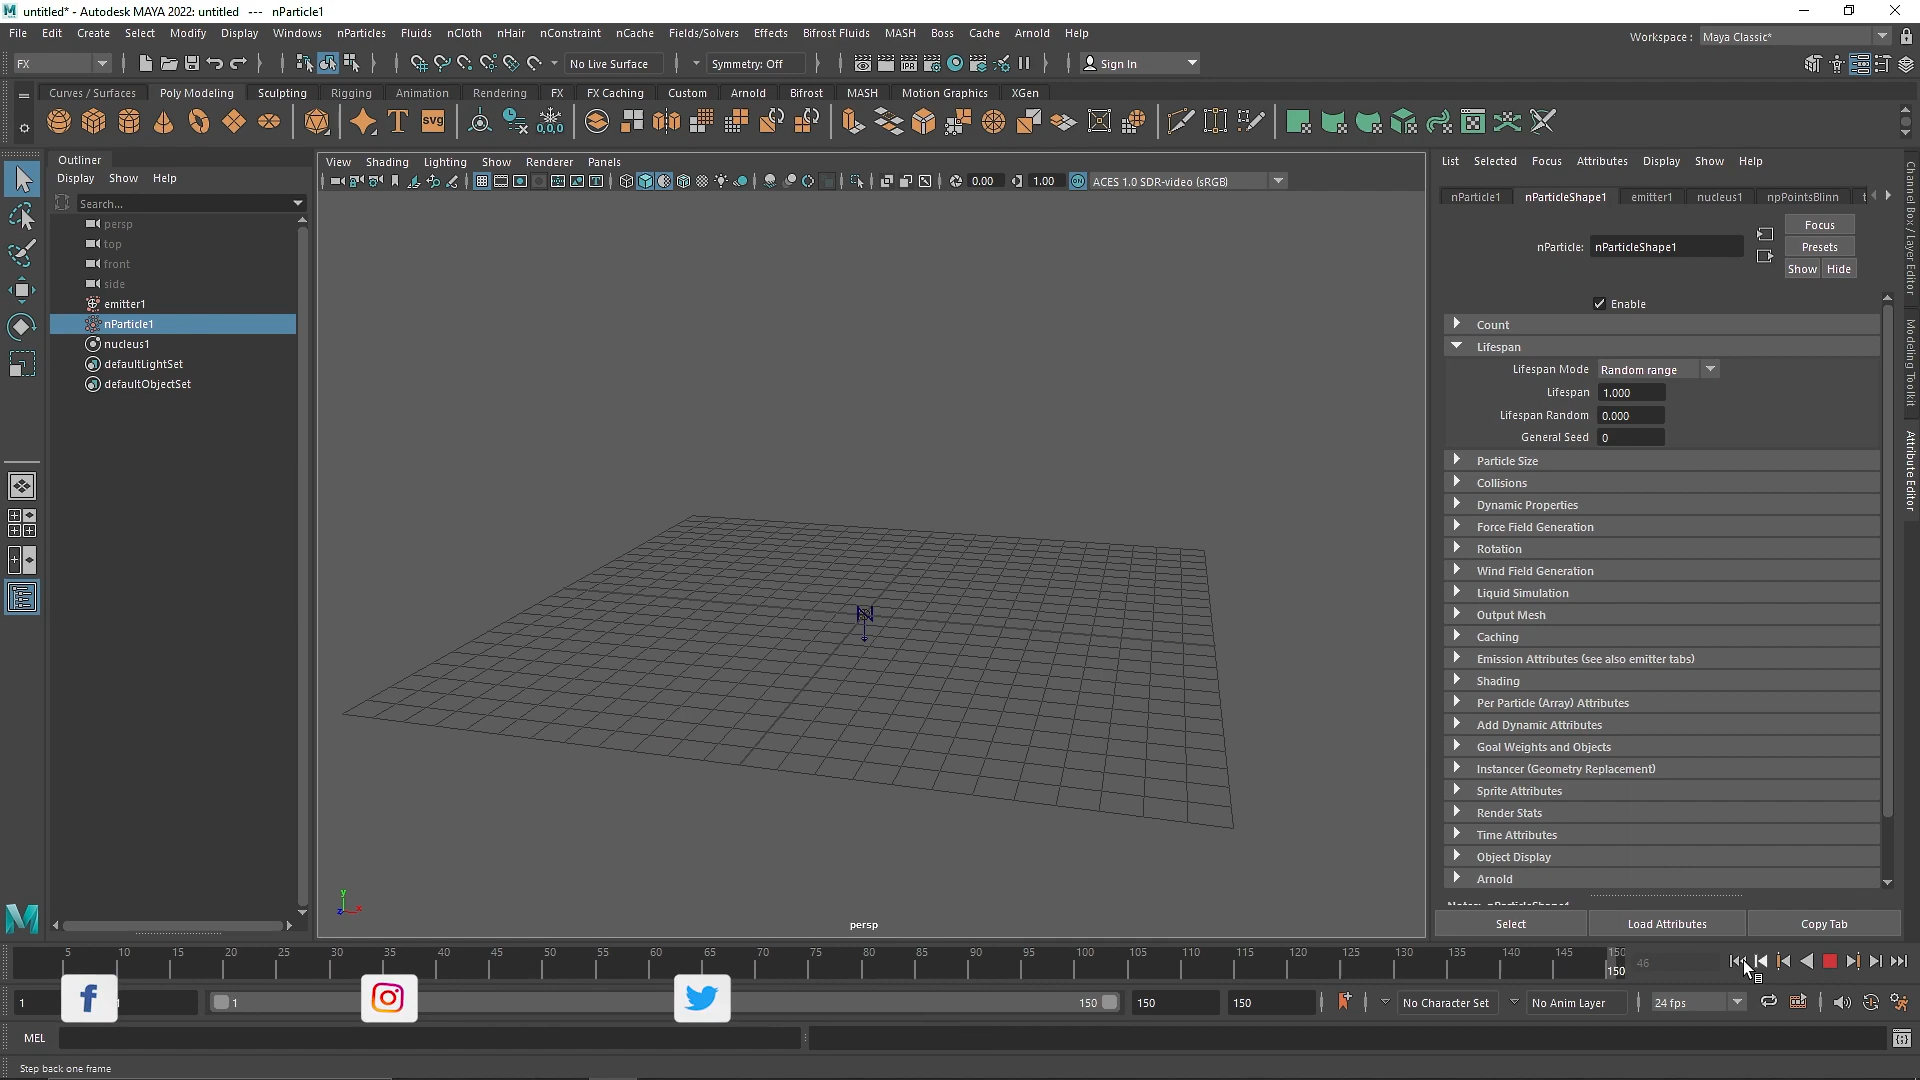 untitled* - Autodesk MAYA 2022: untitled --- nParticle1
File Edit Create Select Modify Display Windows nParticles Fluids nCloth nHair nConstraint nCache Fields/Solvers Effects Bifrost Fluids MASH Boss Cache Arnold Help
Workspace : Maya Classic*
FX No Live Surface Symmetry: Off Sign In
Curves / Surfaces Poly Modeling Sculpting Rigging Animation Rendering FX FX Caching Custom Arnold Bifrost MASH Motion Graphics XGen
Outliner
Display Show Help
Search...
persp
top
front
side
emitter1
nParticle1
nucleus1
defaultLightSet
defaultObjectSet
View Shading Lighting Show Renderer Panels
0.00 1.00 ACES 1.0 SDR-video (sRGB)
persp
List Selected Focus Attributes Display Show Help
nParticle1 nParticleShape1 emitter1 nucleus1 npPointsBlinn t
Focus
nParticle: nParticleShape1 Presets
Show Hide
Enable
Count
Lifespan
Lifespan Mode Random range
Lifespan 1.000
Lifespan Random 0.000
General Seed 0
Particle Size
Collisions
Dynamic Properties
Force Field Generation
Rotation
Wind Field Generation
Liquid Simulation
Output Mesh
Caching
Emission Attributes (see also emitter tabs)
Shading
Per Particle (Array) Attributes
Add Dynamic Attributes
Goal Weights and Objects
Instancer (Geometry Replacement)
Sprite Attributes
Render Stats
Time Attributes
Object Display
Arnold
Select Load Attributes Copy Tab
Channel Box / Layer Editor
Modeling Toolkit
Attribute Editor
5 10 15 20 25 30 35 40 45 50 55 60 65 70 75 80 85 90 95 100 105 110 115 120 125 130 135 140 145 150
150 46
1 1 1 150 150 150 No Character Set No Anim Layer 24 fps
MEL
Step back one frame